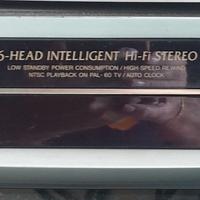 6-HEAD INTELLIGENT Hi-Fi STEREO
LOW STANDBY POWER CONSUMPTION / HIGH-SPEED REWIND
NTSC PLAYBACK ON PAL-60 TV / AUTO CLOCK